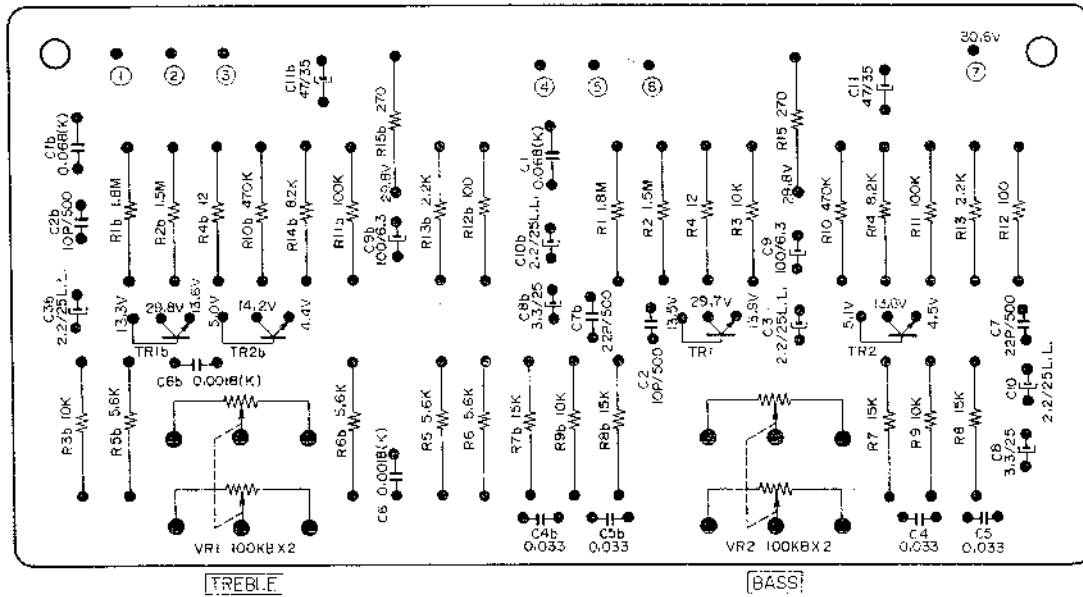 30.6V
① ② ③ ④ ⑤ ⑥ ⑦
C11b
47/35
R15b 270
29.8V
C11
47/35
R15 270
29.8V
C1b
0.068(K)
C2b
10P/500
C3b
2.2/25L.L.
R11b 1.8M
R2b 1.5M
R4b 12
R10b 470K
R14b 8.2K
R11b 100K
C9b
100/6.3
R13b 2.2K
R12b 100
C1
0.068(K)
C10b
2.2/25L.L.
C8b
3.3/25
C7b
22P/500
R1 1.8M
R2 1.5M
R4 12
R3 10K
C9
100/6.3
C3
2.2/25L.L.
R10 470K
R14 8.2K
R11 100K
R13 2.2K
R12 100
13.3V
29.8V
13.6V
TR1b
5.0V
14.2V
4.4V
TR2b
C2
10P/500
13.5V
29.7V
13.8V
TR1
5.1V
4.5V
TR2
C7
22P/500
C10
2.2/25L.L.
C8
3.3/25
C6b 0.0018(K)
R3b 10K
R5b 5.6K
R6b 5.6K
C6 0.0018(K)
R5 5.6K
R6 5.6K
R7b 15K
R9b 10K
R8b 15K
R7 15K
R9 10K
R8 15K
VR1 100KB×2
C4b
0.033
C5b
0.033
VR2 100KB×2
C4
0.033
C5
0.033
TREBLE
BASS